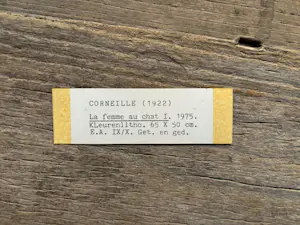 CORNEILLE (1922)
La femme au chat I. 1975.
KLeurenlitho. 65 X 50 cm.
E.A. IX/X. Get. en ged.